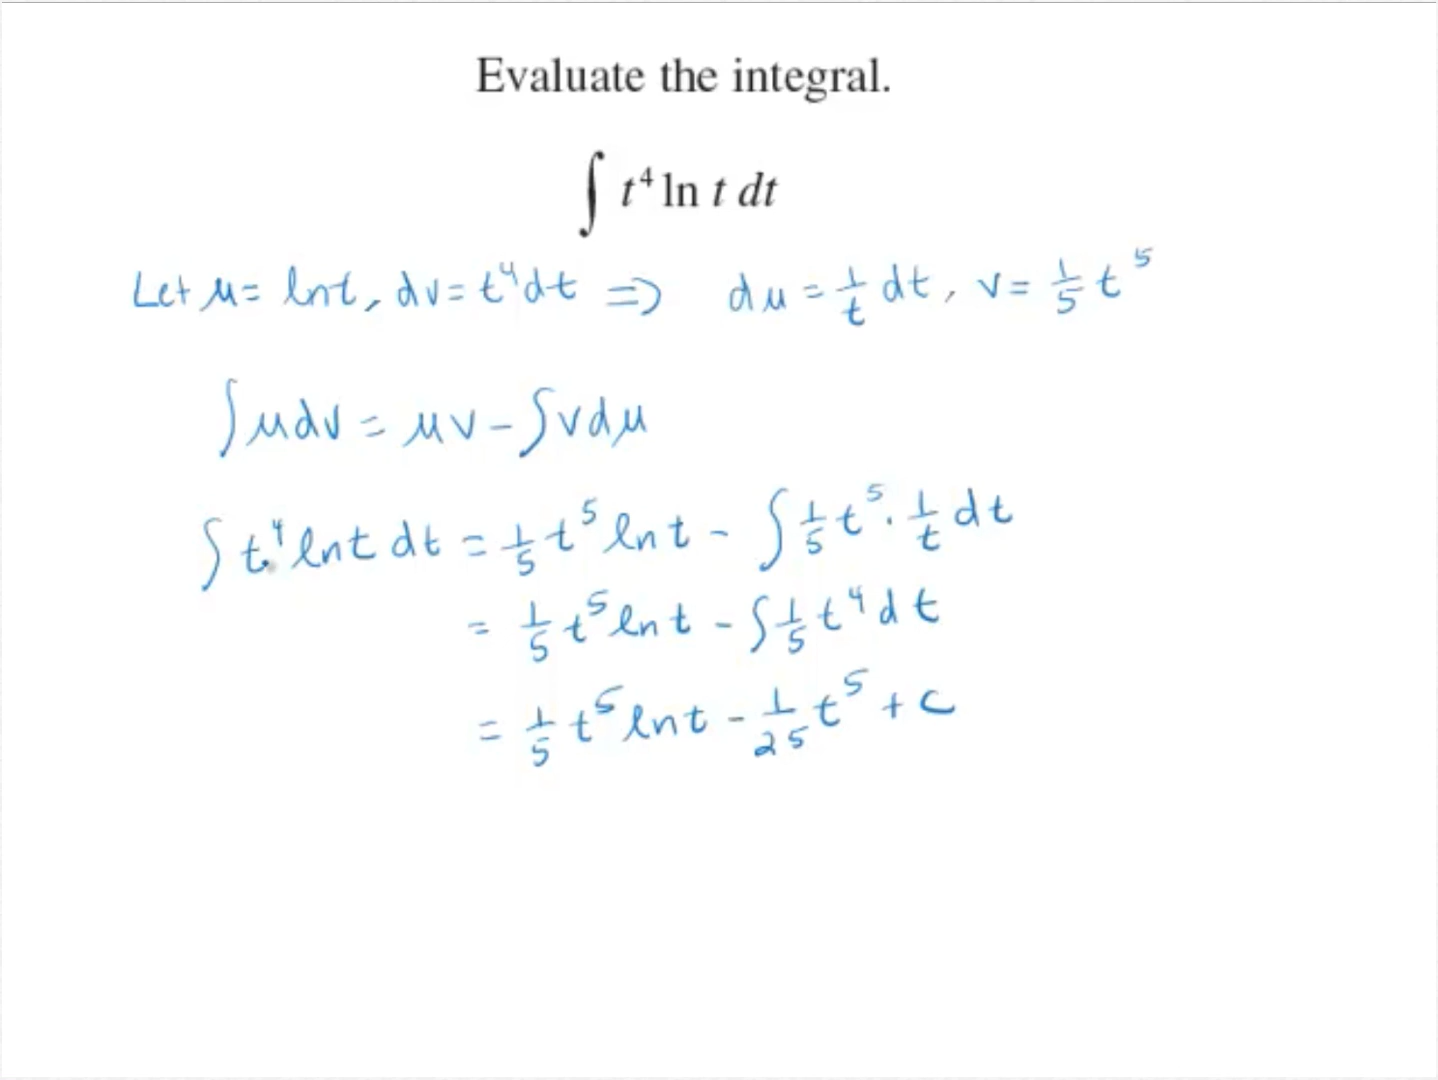 Evaluate the integral.
∫ t⁴ ln t dt
Let u = ln t, dv = t⁴ dt ⇒ du = 1/t dt, v = 1/5 t⁵
∫ u dv = uv - ∫ v du
∫ t⁴ ln t dt = 1/5 t⁵ ln t - ∫ 1/5 t⁵ · 1/t dt
= 1/5 t⁵ ln t - ∫ 1/5 t⁴ dt
= 1/5 t⁵ ln t - 1/25 t⁵ + c